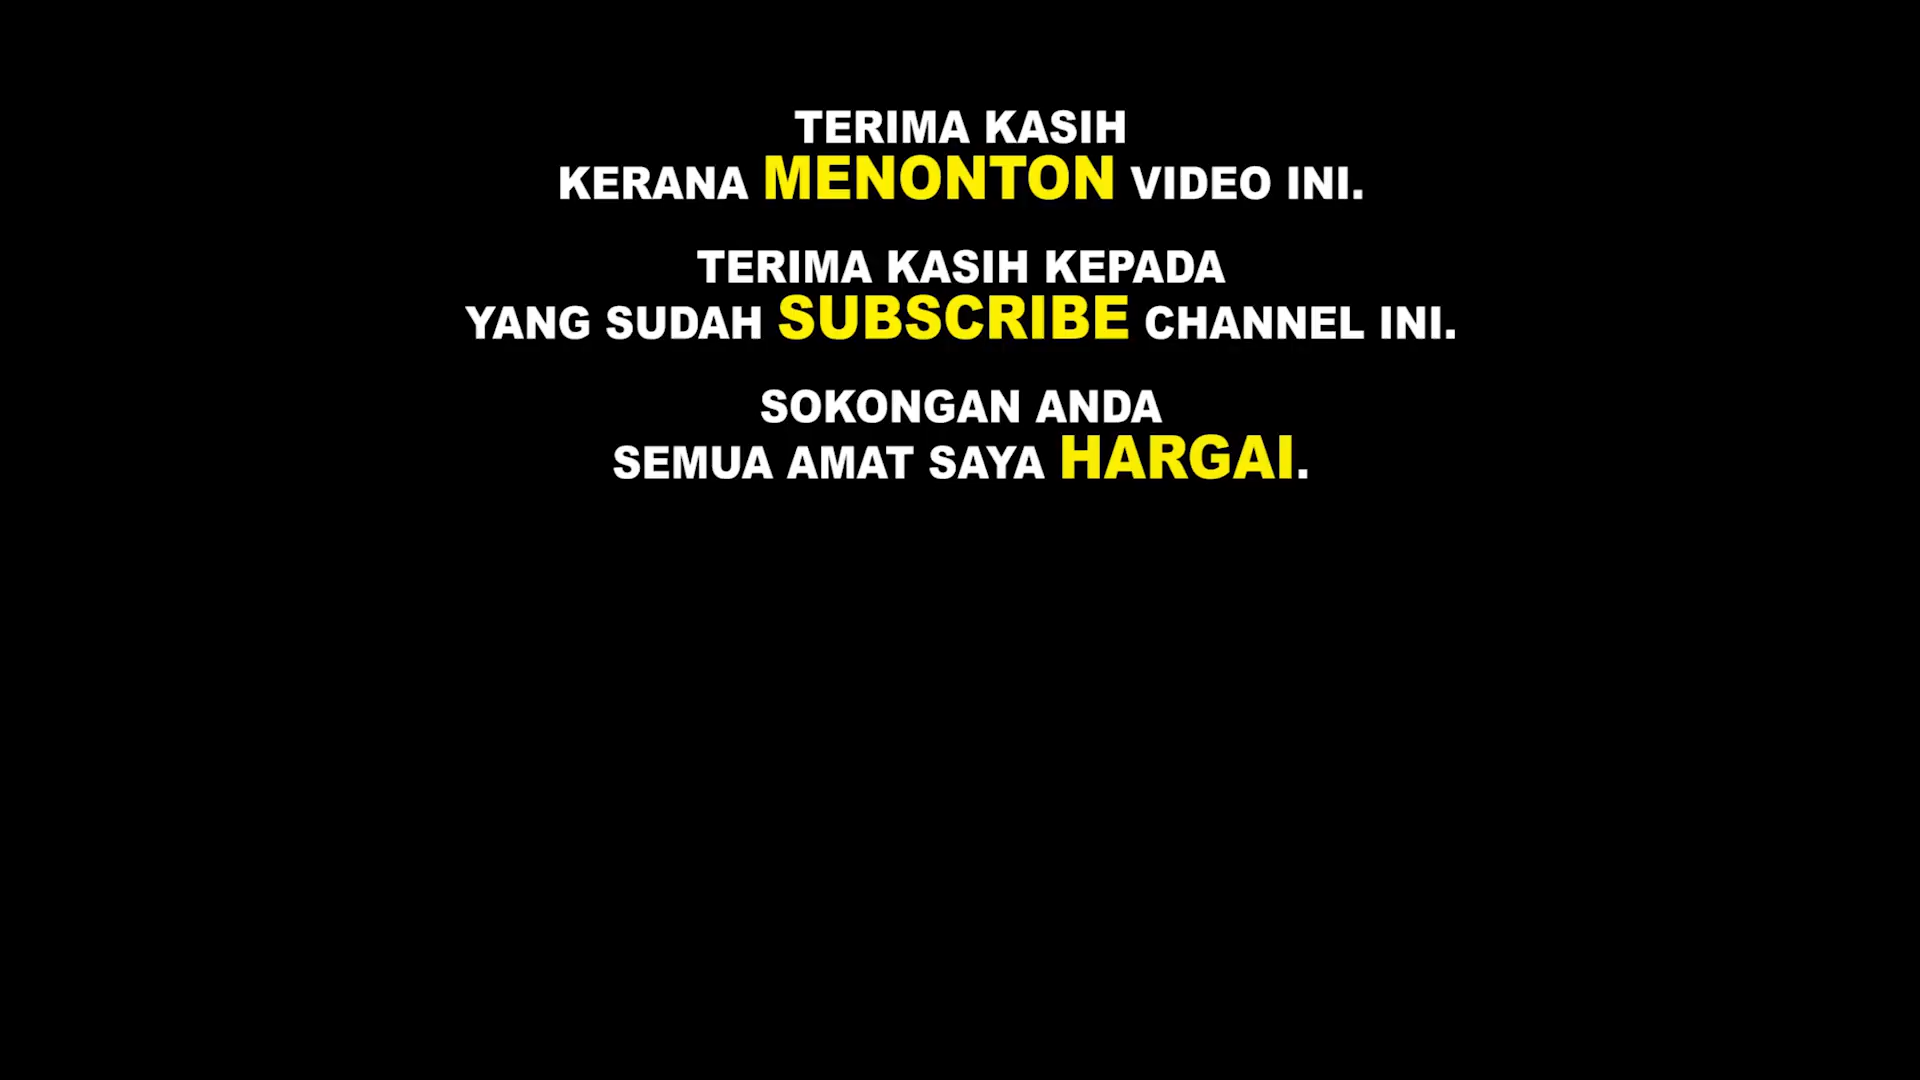 TERIMA KASIH
KERANA MENONTON VIDEO INI.
TERIMA KASIH KEPADA
YANG SUDAH SUBSCRIBE CHANNEL INI.
SOKONGAN ANDA
SEMUA AMAT SAYA HARGAI.